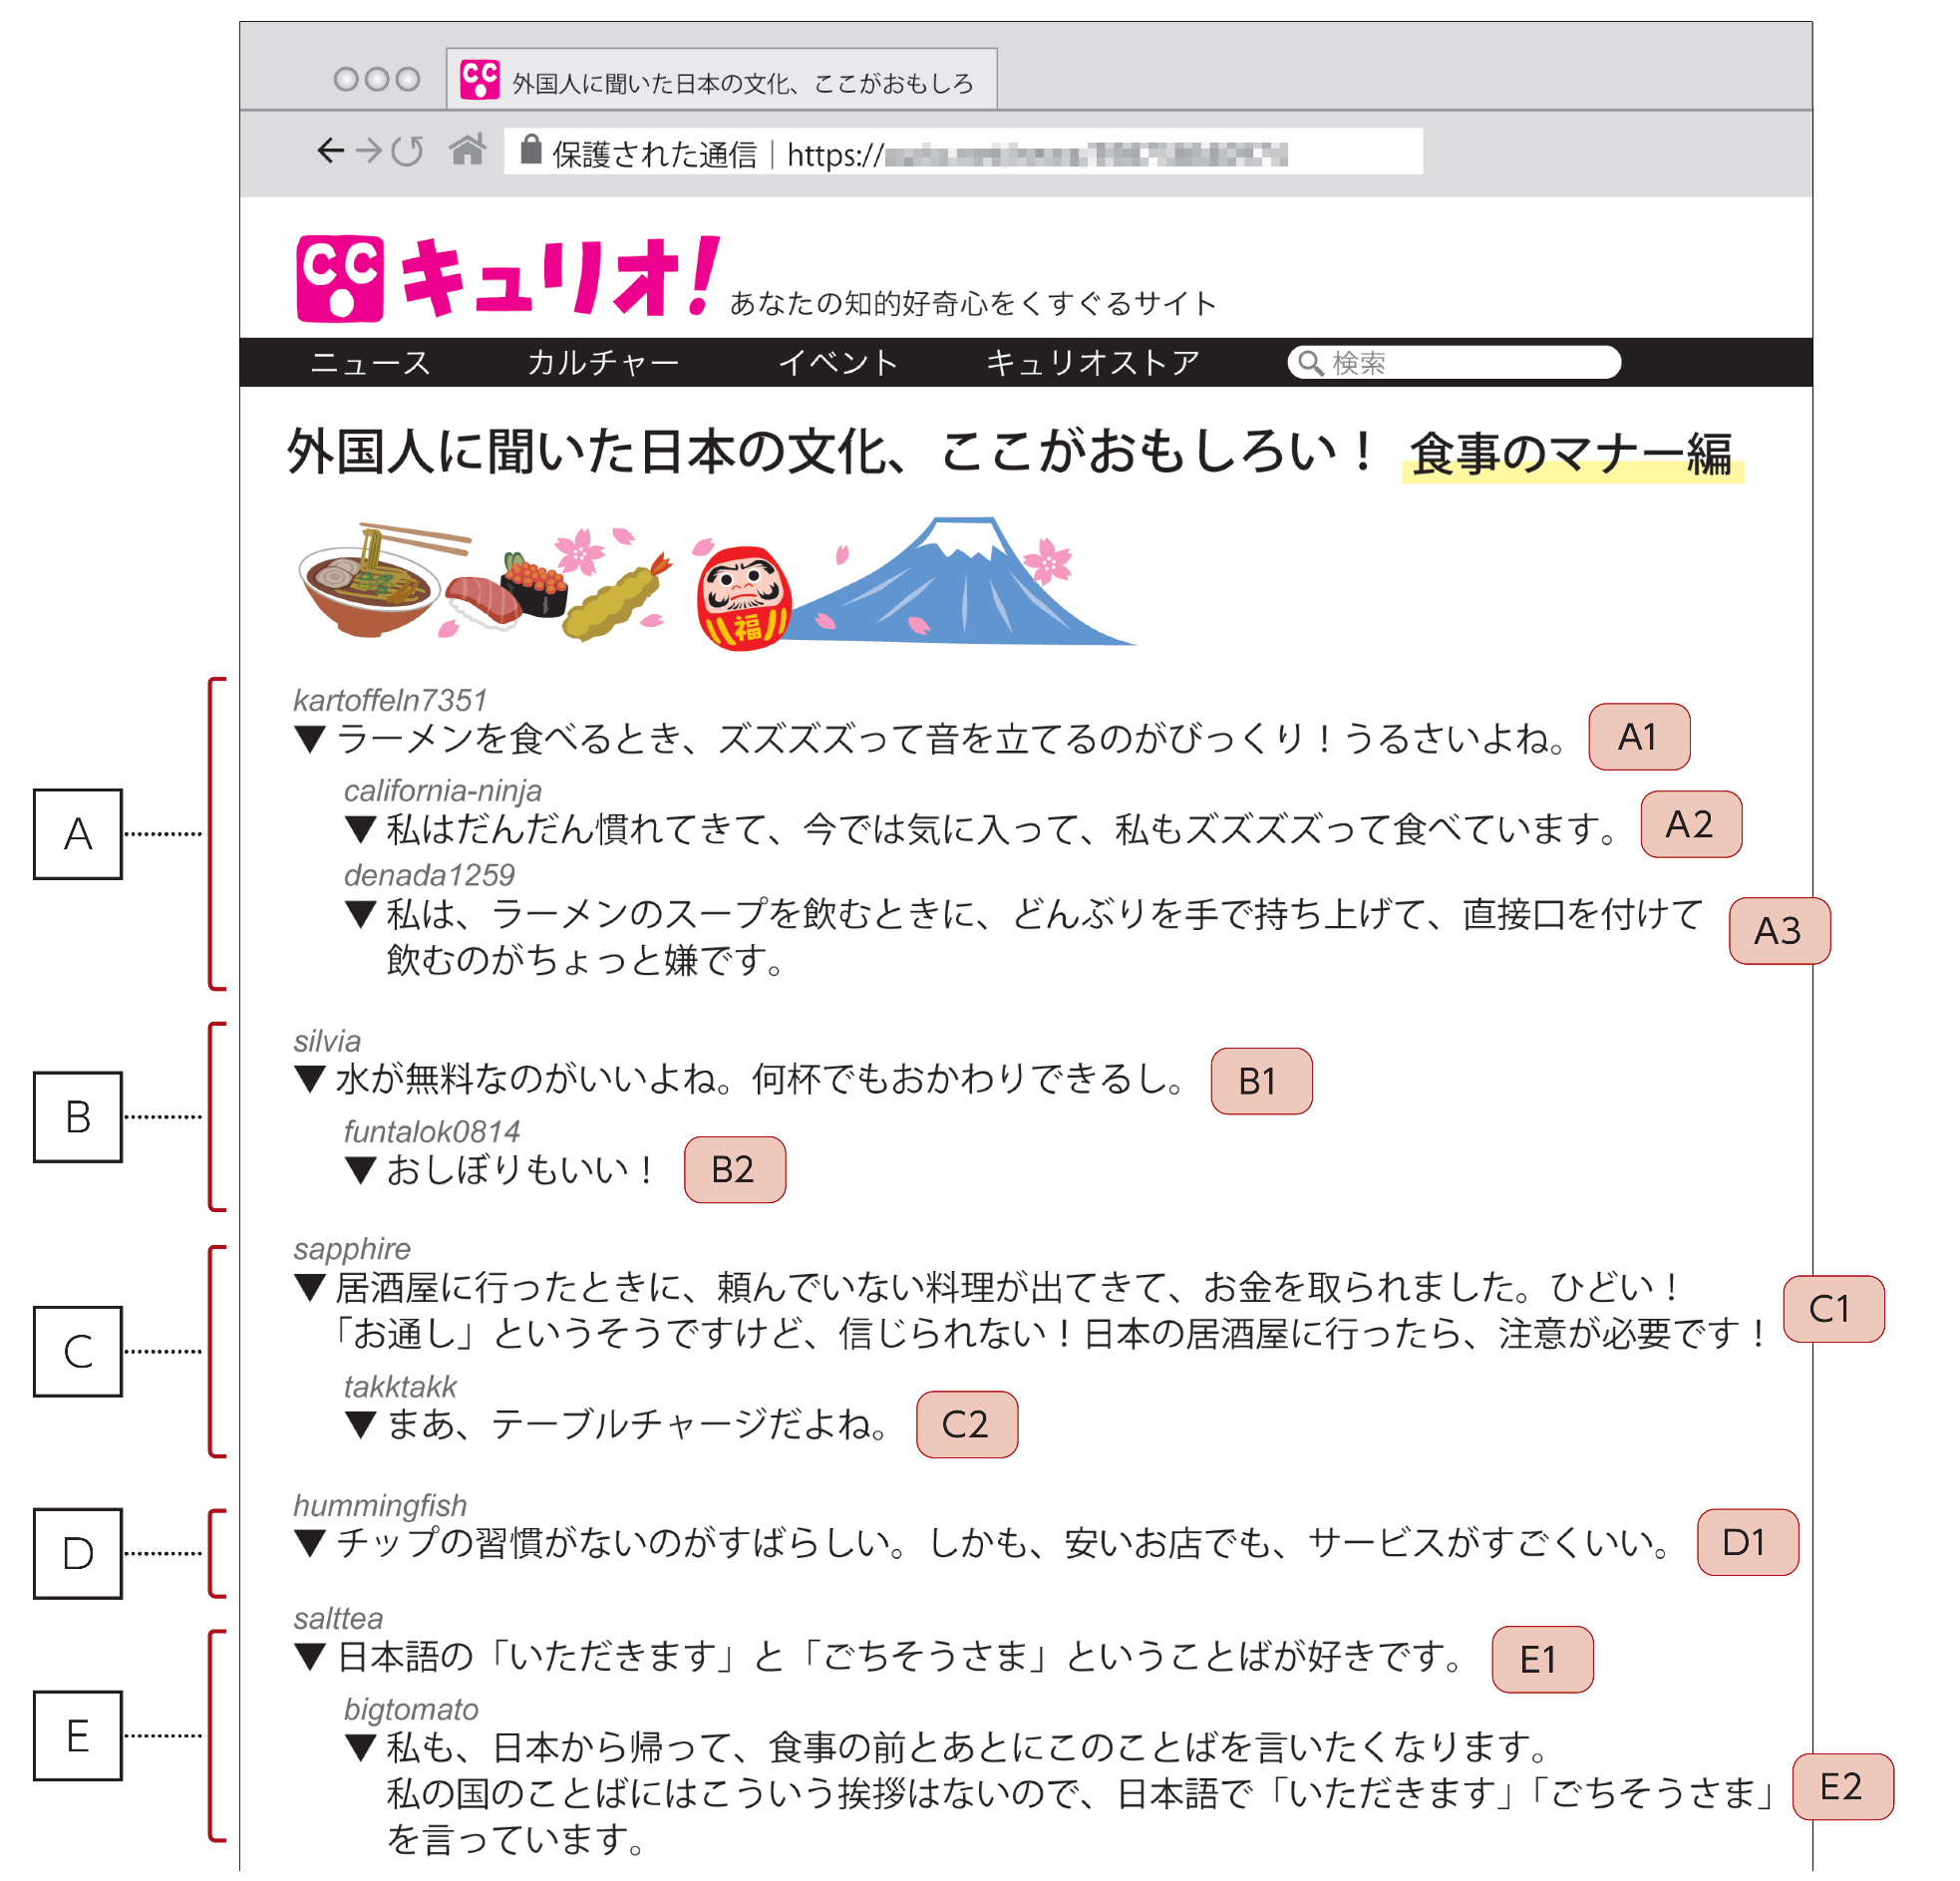 外国人に聞いた日本の文化、ここがおもしろ
保護された通信｜https://
キュリオ！ あなたの知的好奇心をくすぐるサイト
ニュース カルチャー イベント キュリオストア 検索
外国人に聞いた日本の文化、ここがおもしろい！ 食事のマナー編
福
kartoffeln7351
▼ラーメンを食べるとき、ズズズズって音を立てるのがびっくり！うるさいよね。 A1
california-ninja
A
▼私はだんだん慣れてきて、今では気に入って、私もズズズズって食べています。 A2
denada1259
▼私は、ラーメンのスープを飲むときに、どんぶりを手で持ち上げて、直接口を付けて A3
飲むのがちょっと嫌です。
silvia
▼水が無料なのがいいよね。何杯でもおかわりできるし。 B1
B
funtalok0814
▼おしぼりもいい！ B2
sapphire
▼居酒屋に行ったときに、頼んでいない料理が出てきて、お金を取られました。ひどい！ C1
「お通し」というそうですけど、信じられない！日本の居酒屋に行ったら、注意が必要です！
C
takktakk
▼まあ、テーブルチャージだよね。 C2
hummingfish
D
▼チップの習慣がないのがすばらしい。しかも、安いお店でも、サービスがすごくいい。 D1
salttea
▼日本語の「いただきます」と「ごちそうさま」ということばが好きです。 E1
E
bigtomato
▼私も、日本から帰って、食事の前とあとにこのことばを言いたくなります。
私の国のことばにはこういう挨拶はないので、日本語で「いただきます」「ごちそうさま」 E2
を言っています。